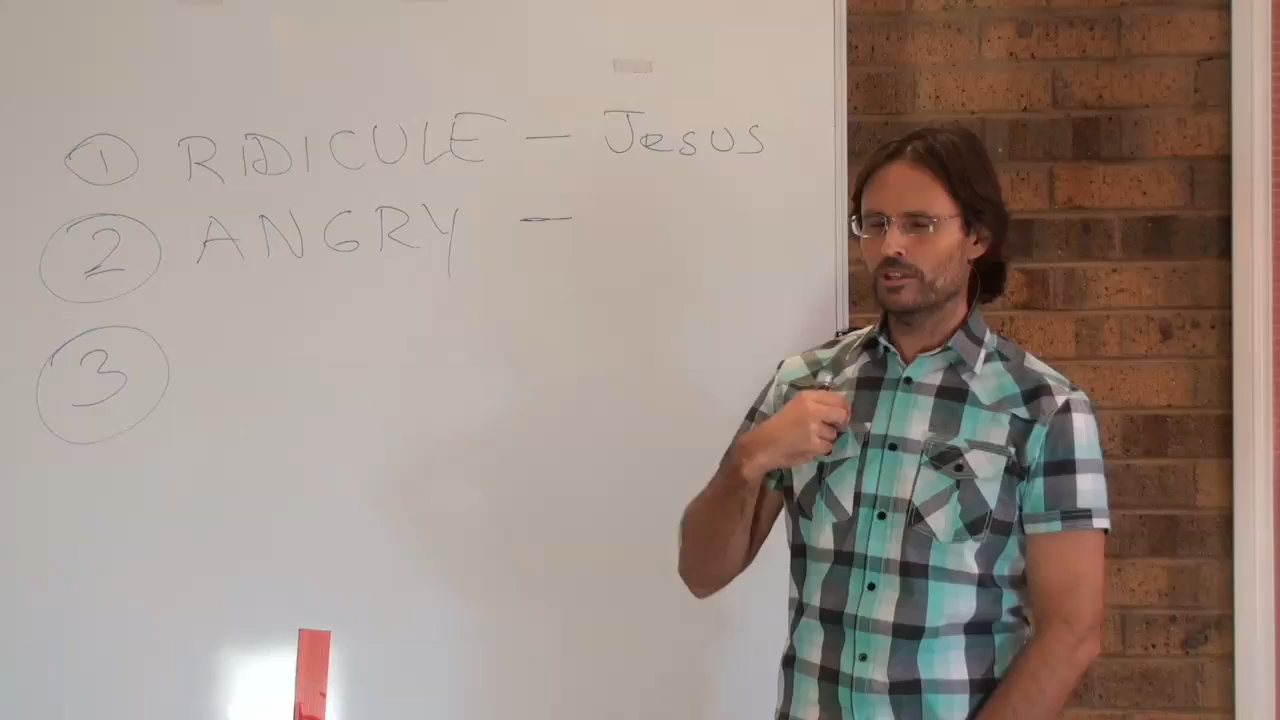 ① RIDICULE – Jesus
② ANGRY –
③